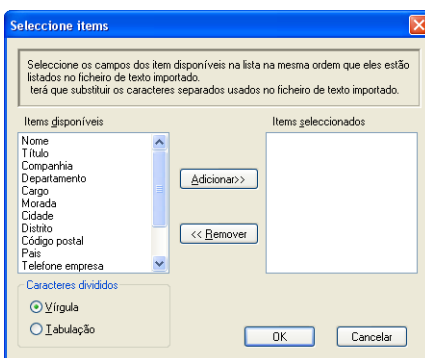 Seleccione items
Seleccione os campos dos item disponíveis na lista na mesma ordem que eles estão
listados no ficheiro de texto importado.
terá que substituir os caracteres separados usados no ficheiro de texto importado.
Items disponíveis
Items seleccionados
Nome
Título
Companhia
Departamento
Cargo
Morada
Cidade
Distrito
Código postal
Pais
Telefone empresa
Adicionar>>
<< Remover
Caracteres divididos
Vírgula
Tabulação
OK
Cancelar